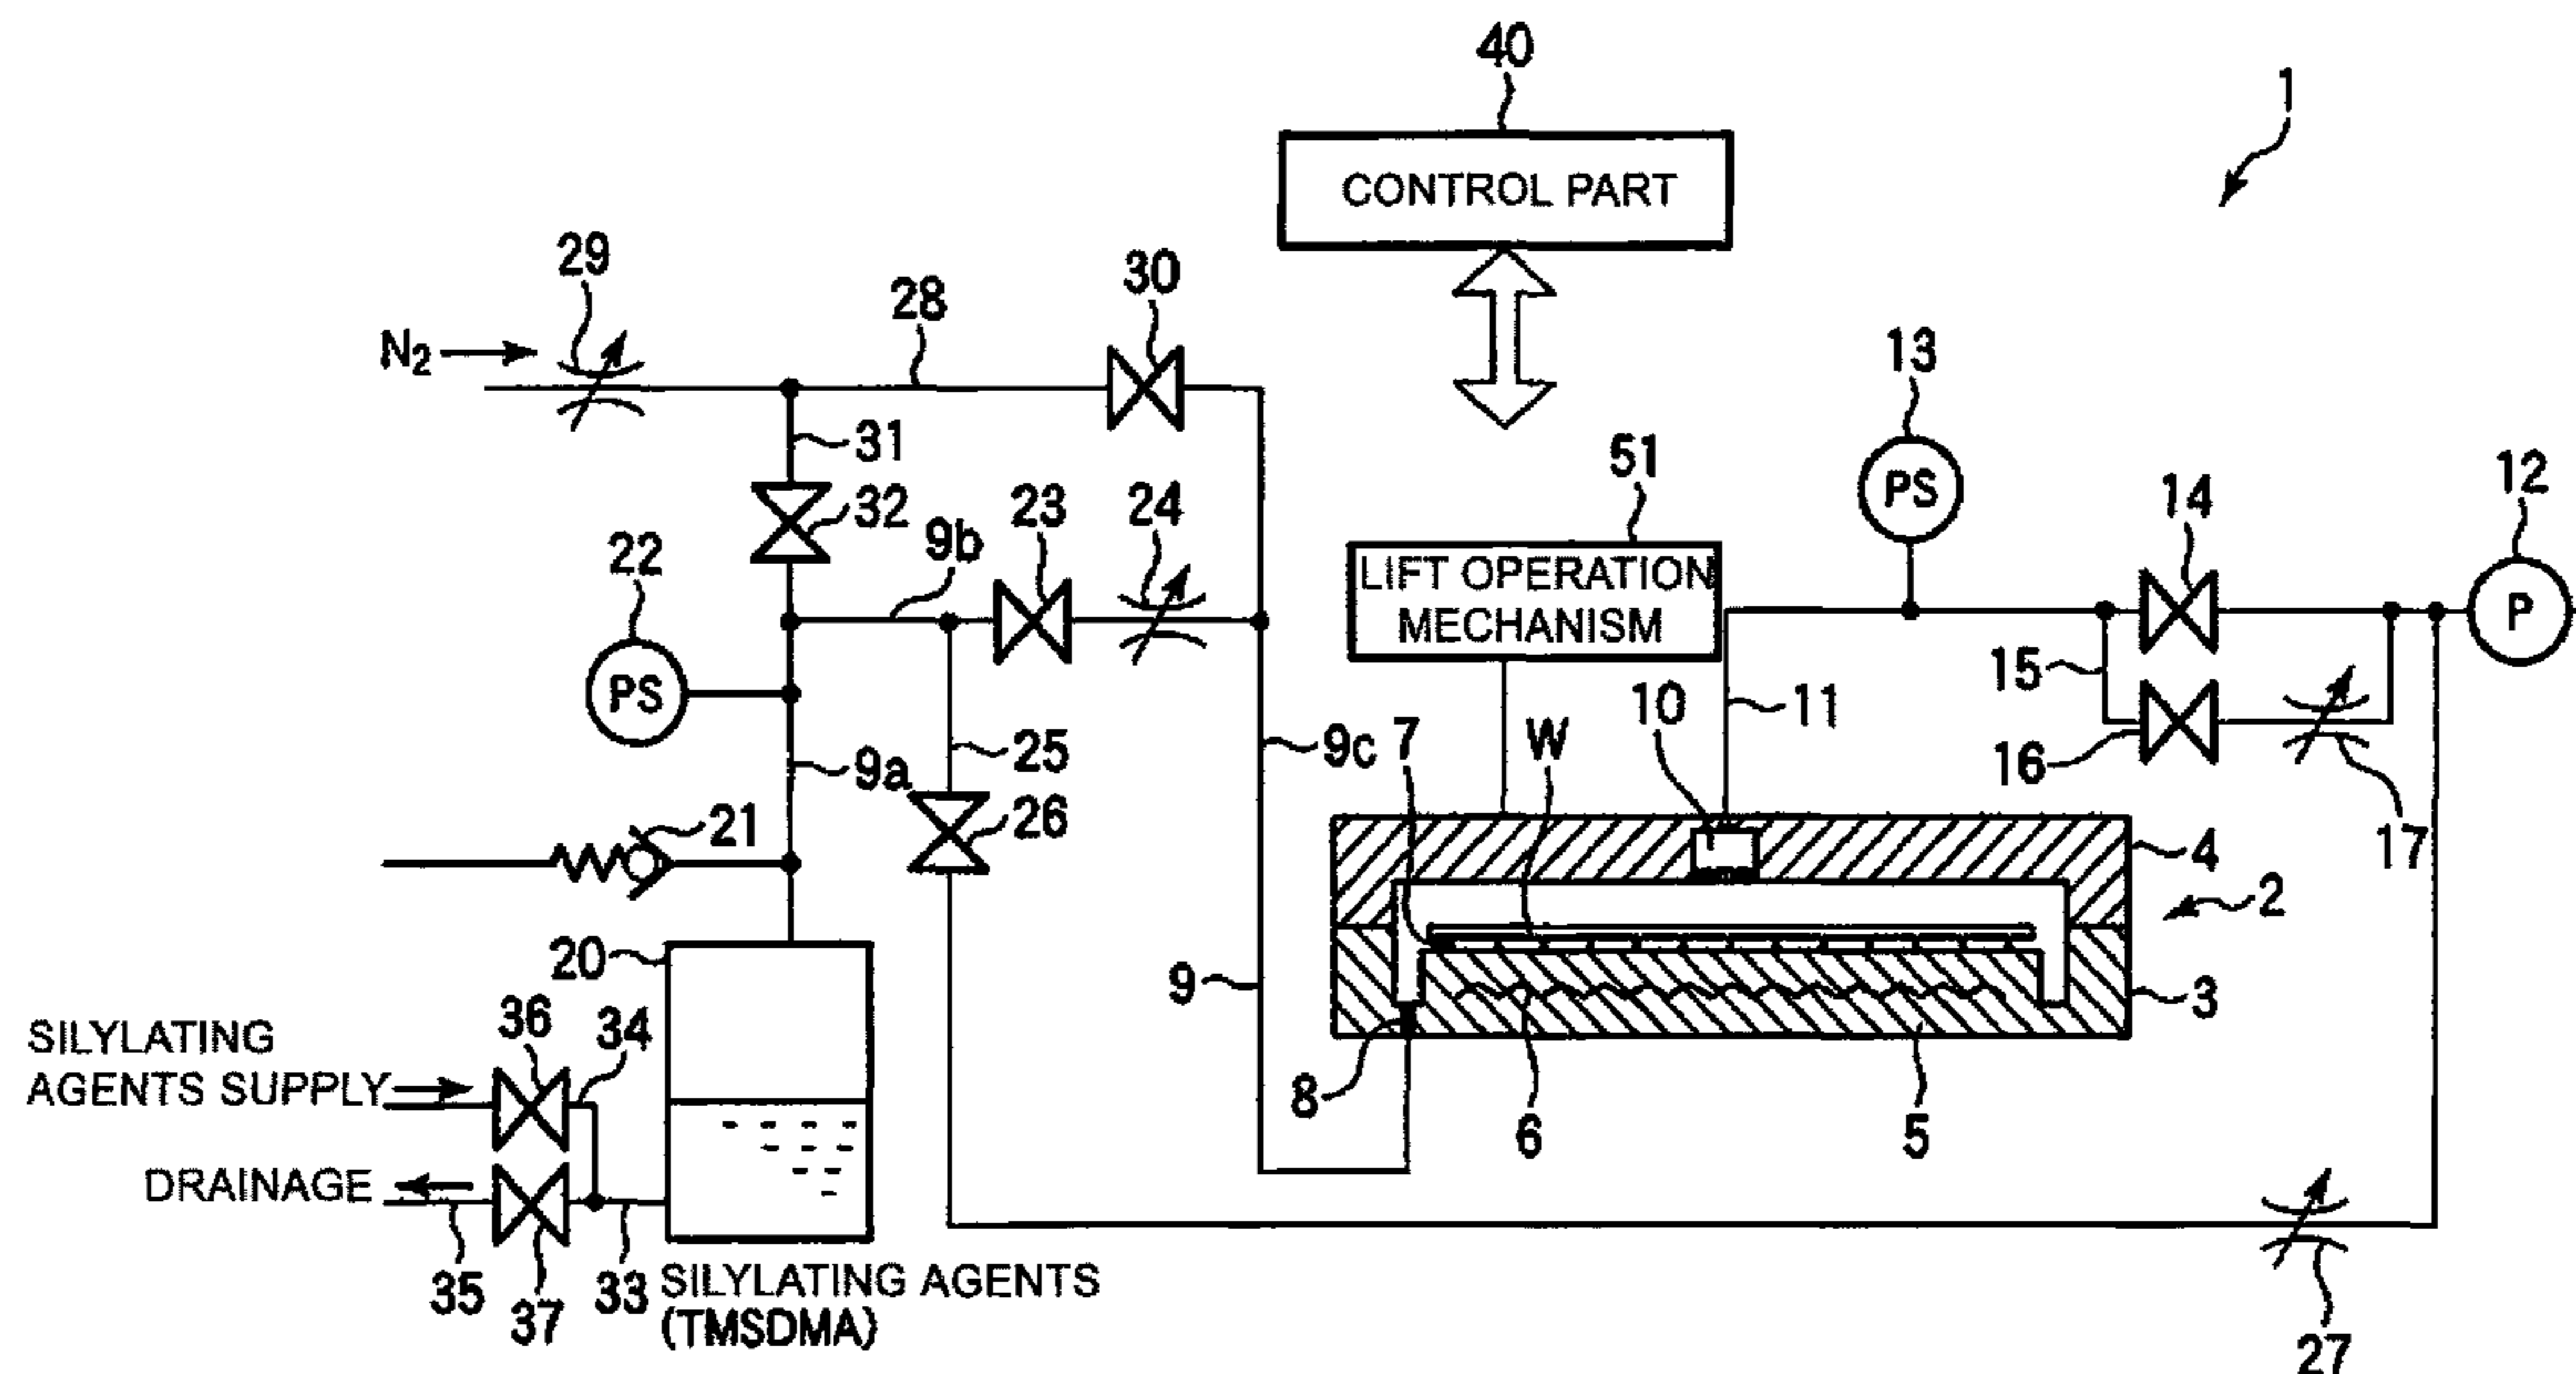 40
1
CONTROL PART
29
28
30
N2
13
31
51
12
14
32
9b
23
24
22
LIFT OPERATION
MECHANISM
PS
P
PS
15
10
11
7
W
9c
25
9a
16
17
21
26
4
2
20
9
3
SILYLATING
AGENTS SUPPLY
36
34
8
6
5
DRAINAGE
35
37
33
SILYLATING AGENTS
(TMSDMA)
27